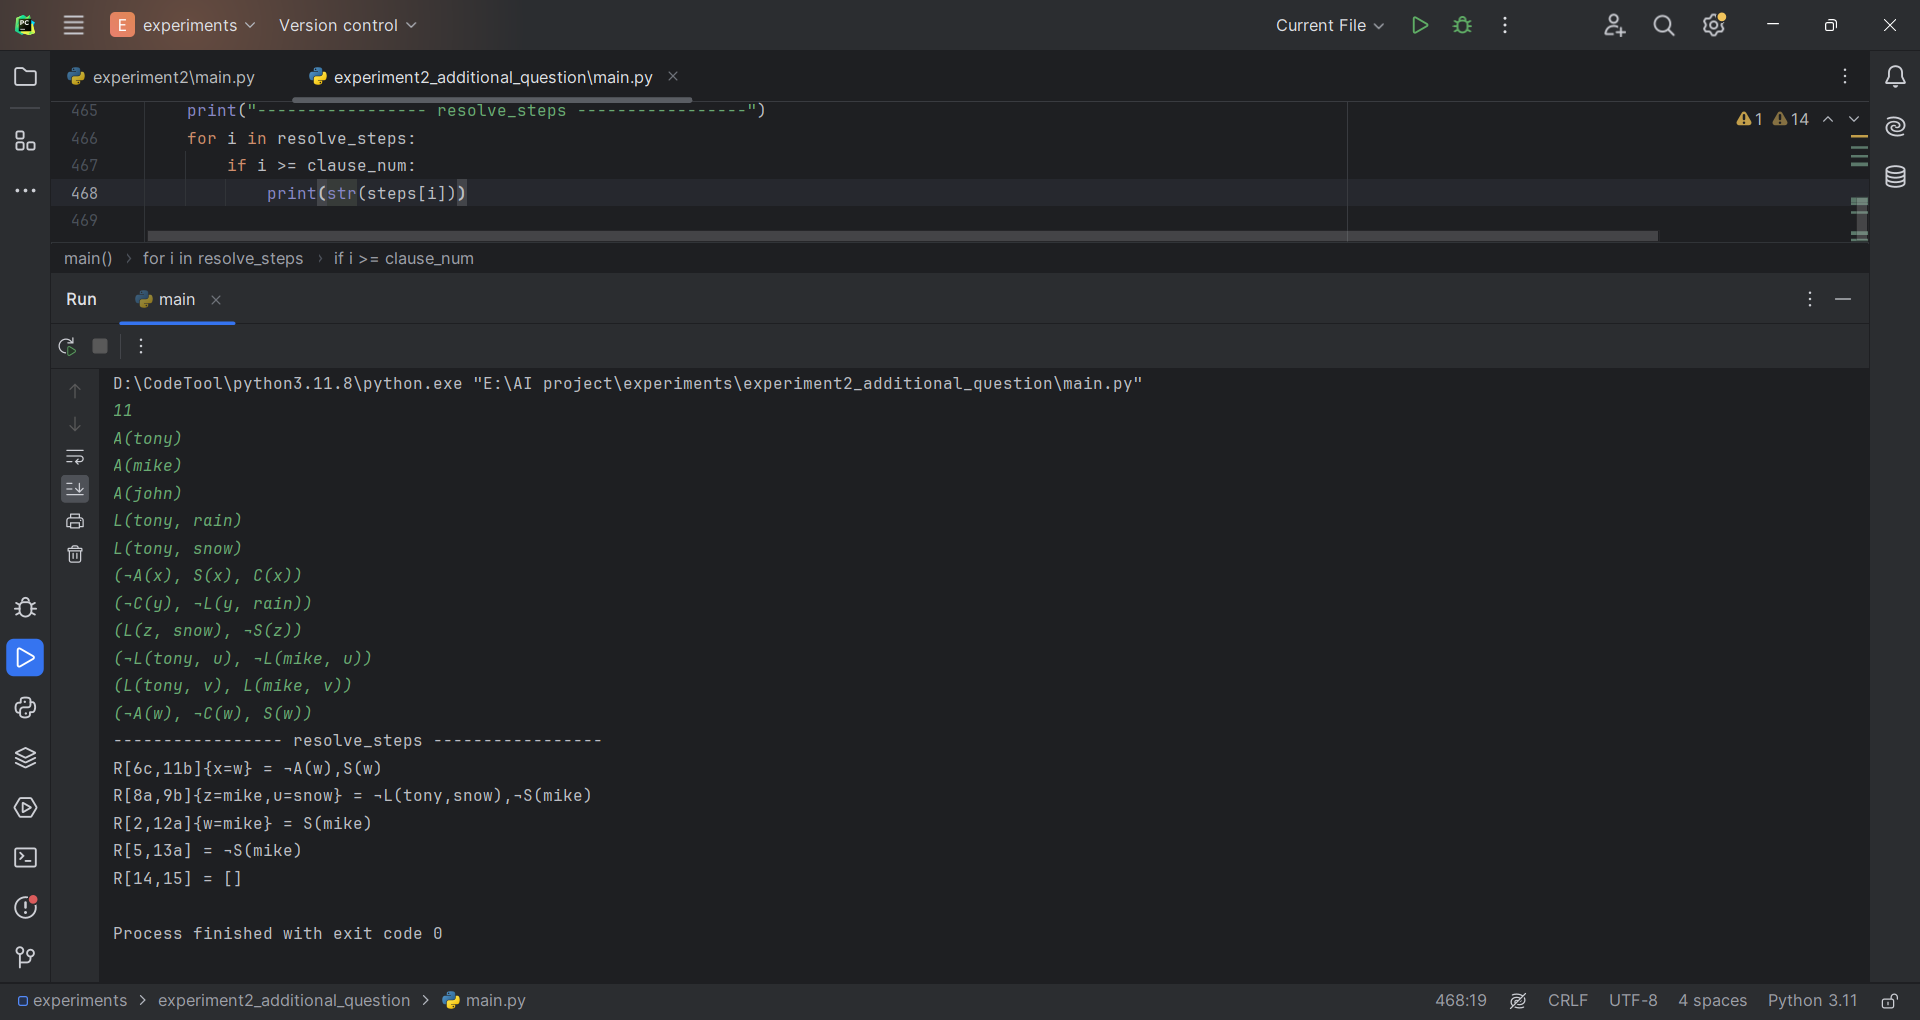 E experiments Version control Current File
experiment2\main.py experiment2_additional_question\main.py
465 print("----------------- resolve_steps -----------------")
466 for i in resolve_steps:
467 if i >= clause_num:
468 print(str(steps[i]))
469
1 14
main() › for i in resolve_steps › if i >= clause_num
Run main
D:\CodeTool\python3.11.8\python.exe "E:\AI project\experiments\experiment2_additional_question\main.py"
11
A(tony)
A(mike)
A(john)
L(tony, rain)
L(tony, snow)
(¬A(x), S(x), C(x))
(¬C(y), ¬L(y, rain))
(L(z, snow), ¬S(z))
(¬L(tony, u), ¬L(mike, u))
(L(tony, v), L(mike, v))
(¬A(w), ¬C(w), S(w))
----------------- resolve_steps -----------------
R[6c,11b]{x=w} = ¬A(w),S(w)
R[8a,9b]{z=mike,u=snow} = ¬L(tony,snow),¬S(mike)
R[2,12a]{w=mike} = S(mike)
R[5,13a] = ¬S(mike)
R[14,15] = []
Process finished with exit code 0
experiments › experiment2_additional_question › main.py 468:19 CRLF UTF-8 4 spaces Python 3.11